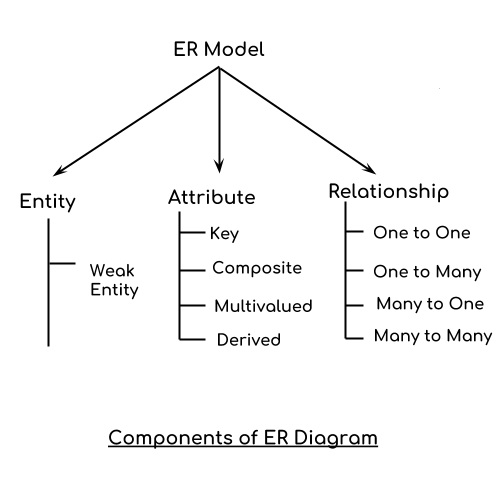 ER Model
Entity
Weak
Entity
Attribute
Key
Composite
Multivalued
Derived
Relationship
One to One
One to Many
Many to One
Many to Many
Components of ER Diagram